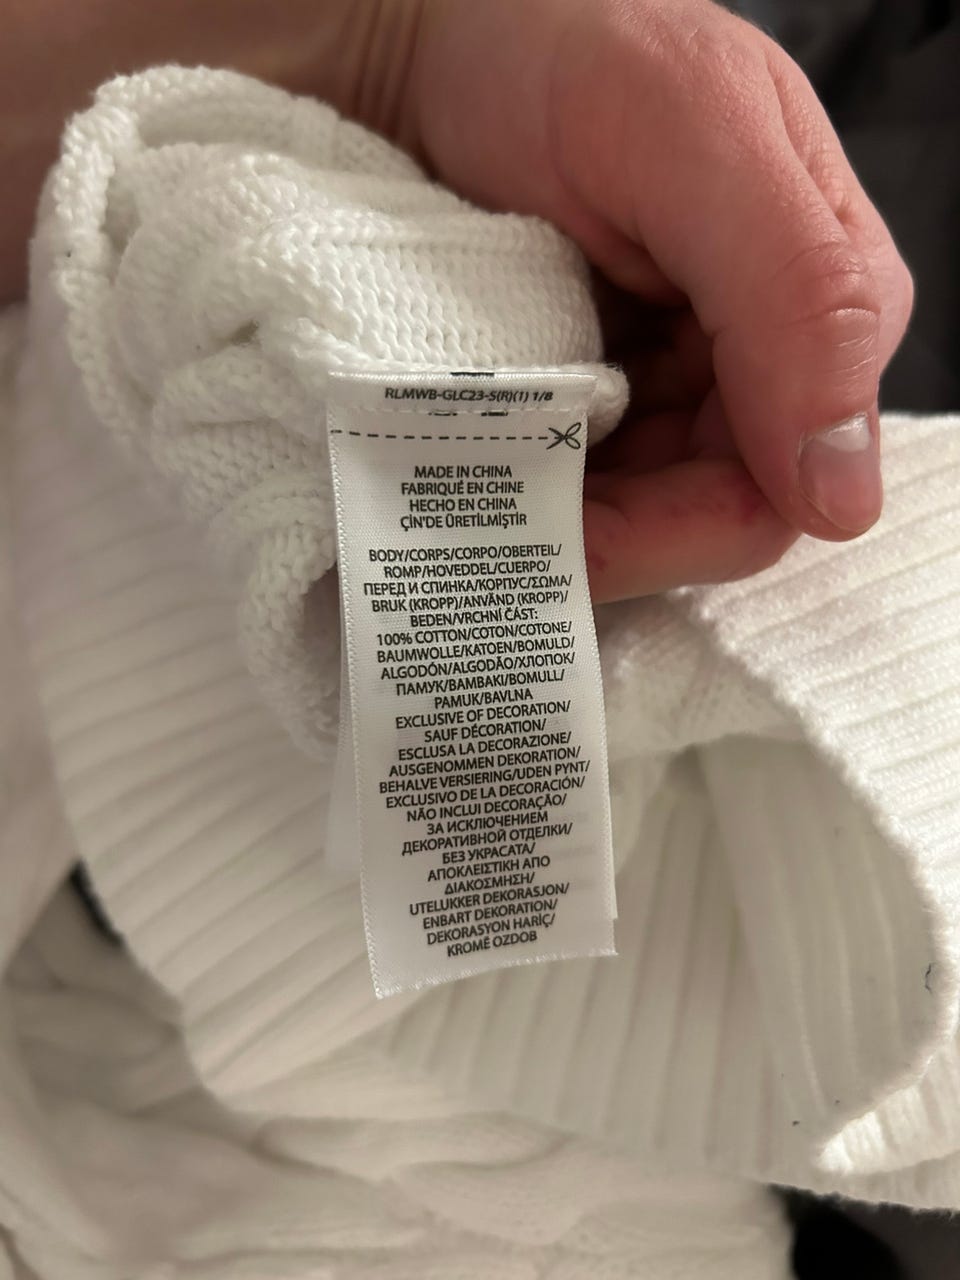 RLMWB-GLC23-S(R)(1) 1/8
MADE IN CHINA
FABRIQUÉ EN CHINE
HECHO EN CHINA
ÇİN'DE ÜRETİLMİŞTİR
BODY/CORPS/CORPO/OBERTEIL/
ROMP/HOVEDDEL/CUERPO/
ПЕРЕД И СПИНКА/КОРПУС/ΣΩΜΑ/
BRUK (KROPP)/ANVÄND (KROPP)/
BEDEN/VRCHNÍ ČÁST:
100% COTTON/COTON/COTONE/
BAUMWOLLE/KATOEN/BOMULD/
ALGODÓN/ALGODÃO/ХЛОПОК/
ПАМУК/ΒΑΜΒΑΚΙ/BOMULL/
PAMUK/BAVLNA
EXCLUSIVE OF DECORATION/
SAUF DÉCORATION/
ESCLUSA LA DECORAZIONE/
AUSGENOMMEN DEKORATION/
BEHALVE VERSIERING/UDEN PYNT/
EXCLUSIVO DE LA DECORACIÓN/
NÃO INCLUI DECORAÇÃO/
ЗА ИСКЛЮЧЕНИЕМ
ДЕКОРАТИВНОЙ ОТДЕЛКИ/
БЕЗ УКРАСАТА/
ΑΠΟΚΛΕΙΣΤΙΚΗ ΑΠΟ
ΔΙΑΚΟΣΜΗΣΗ/
UTELUKKER DEKORASJON/
ENBART DEKORATION/
DEKORASYON HARİÇ/
KROMĚ OZDOB